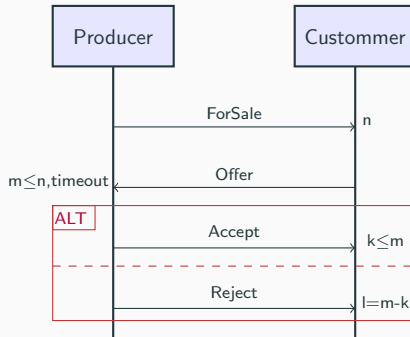 Producer
Custommer
ForSale
n
Offer
m≤n,timeout
ALT
Accept
k≤m
Reject
l=m-k